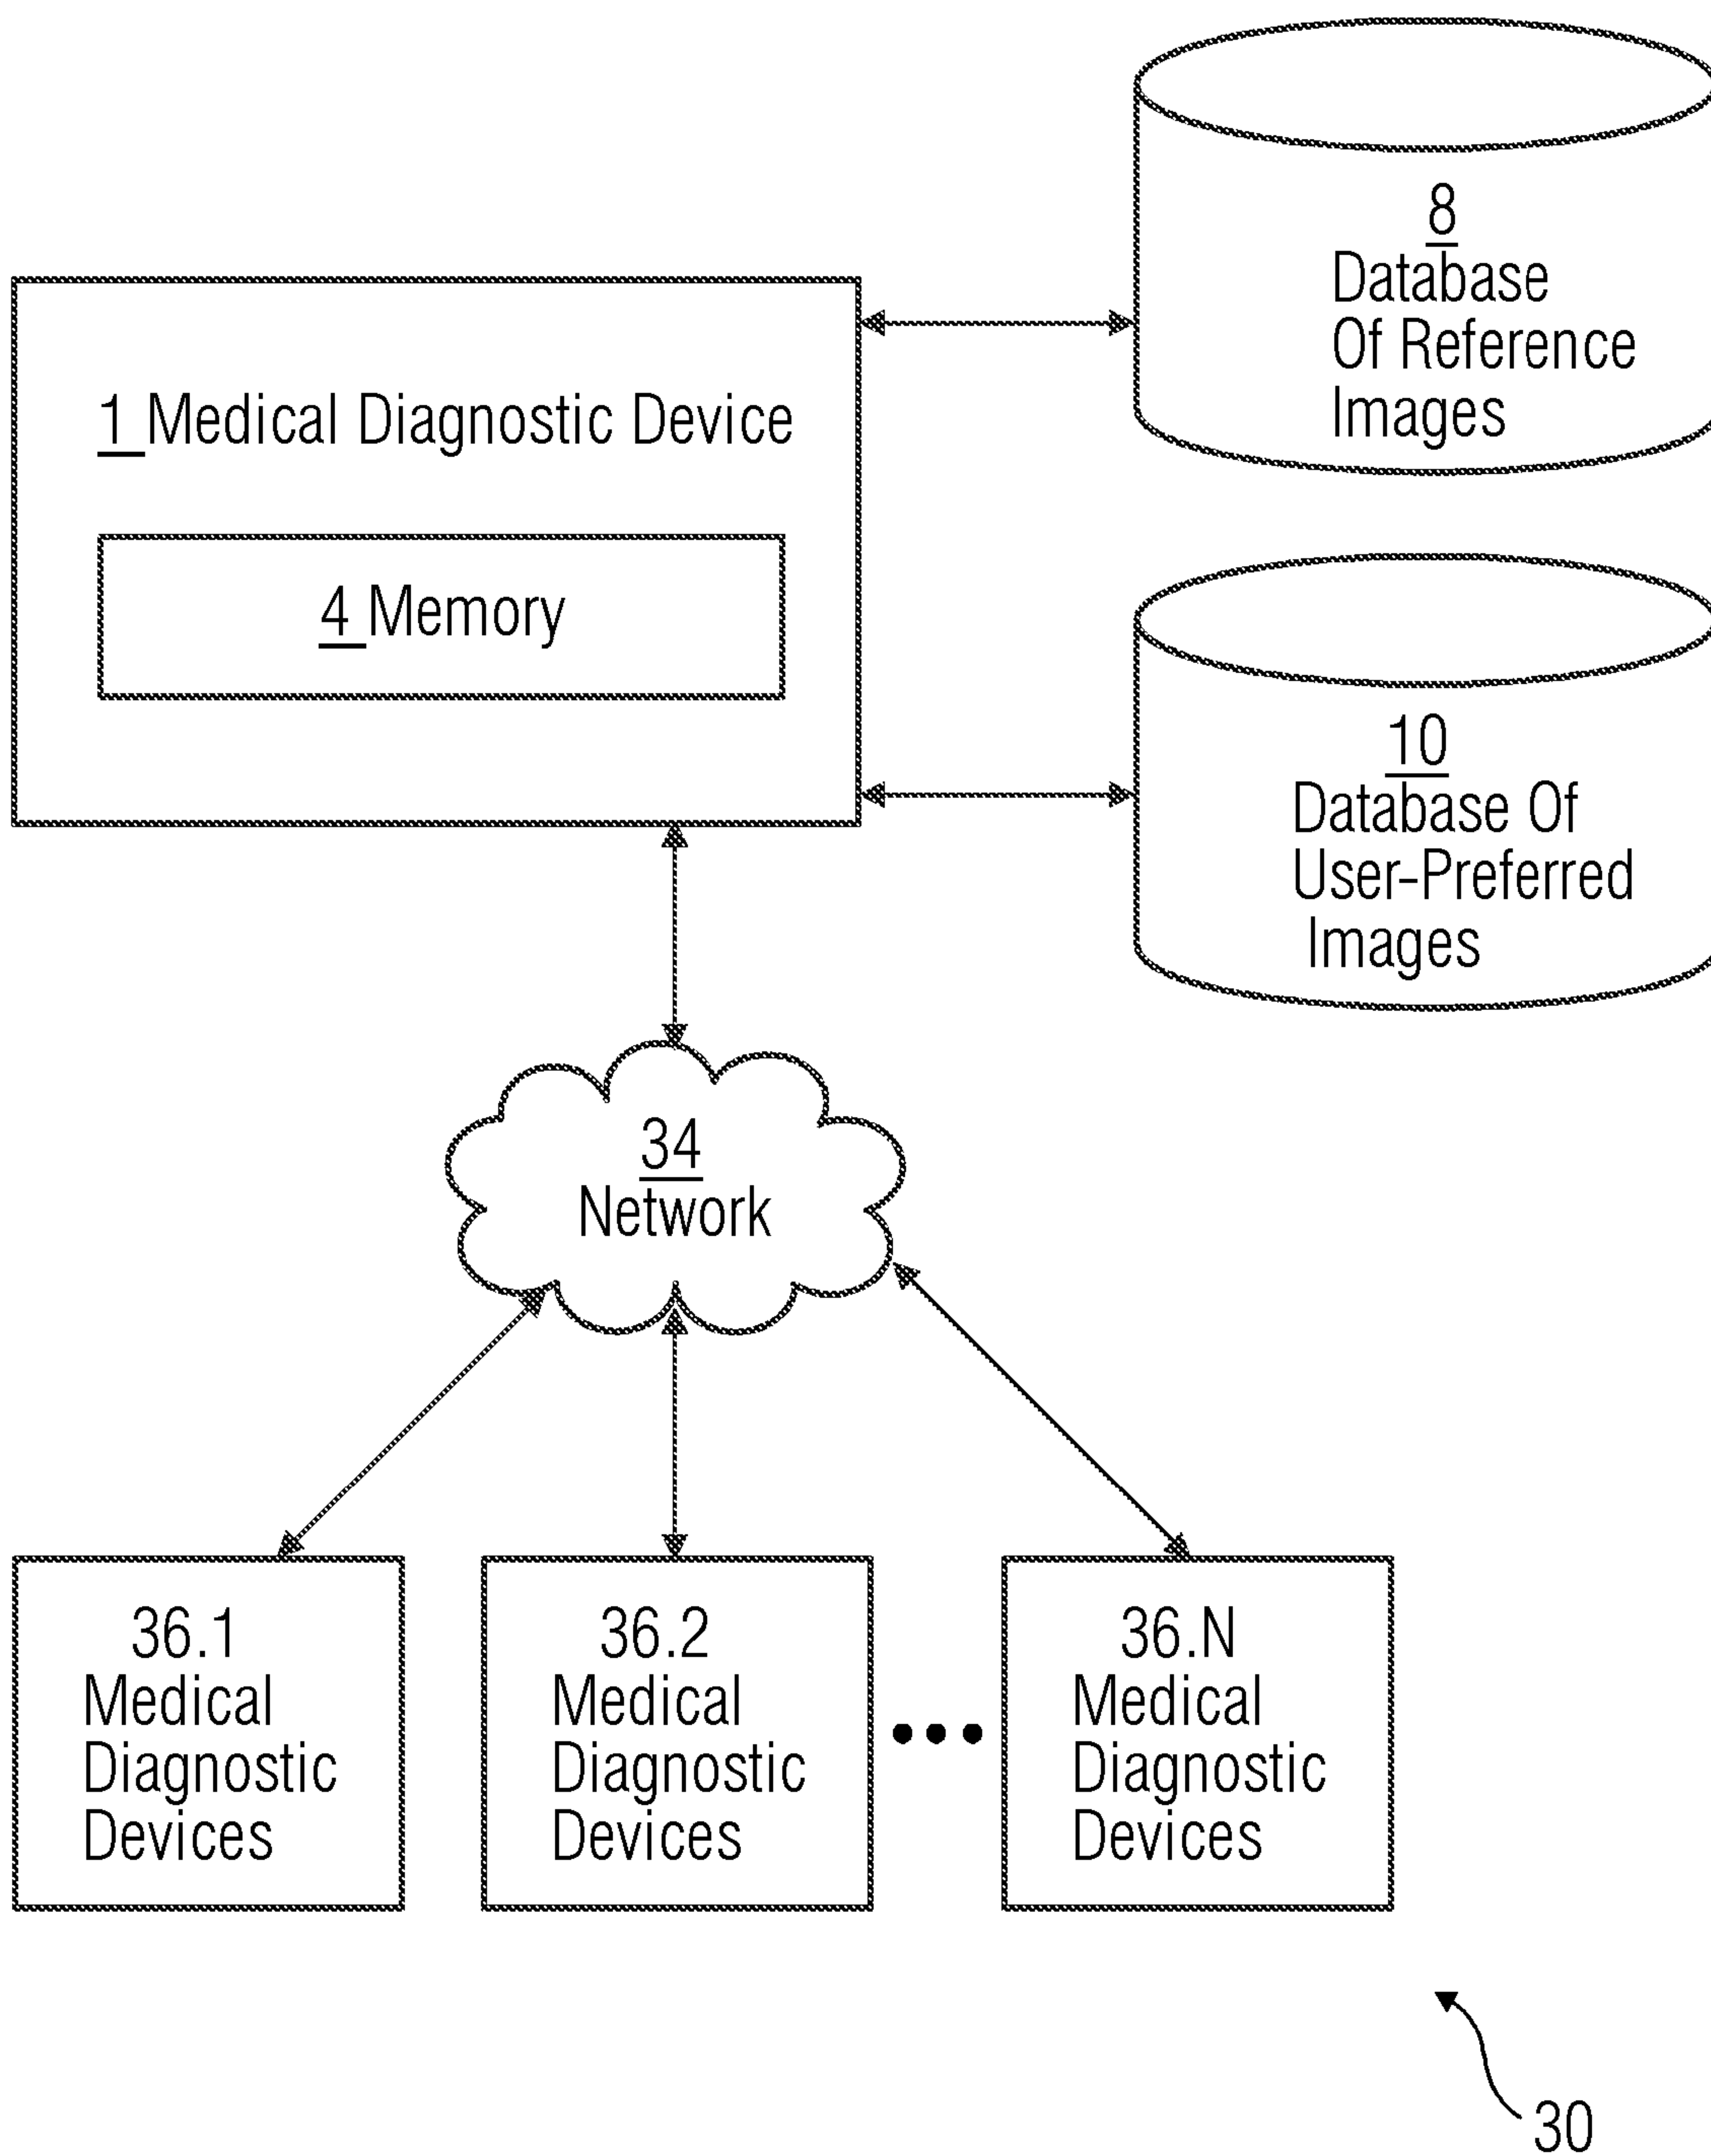 8
Database
Of Reference
Images
1 Medical Diagnostic Device
4 Memory
10
Database Of
User-Preferred
Images
34
Network
36.1
Medical
Diagnostic
Devices
36.2
Medical
Diagnostic
Devices
36.N
Medical
Diagnostic
Devices
30